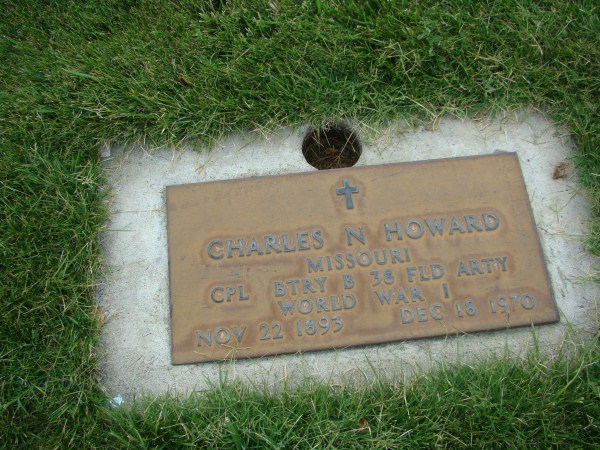 CHARLES N HOWARD
MISSOURI
CPL BTRY B 38 FLD ARTY
WORLD WAR I
NOV 22 1893 DEC 18 1970